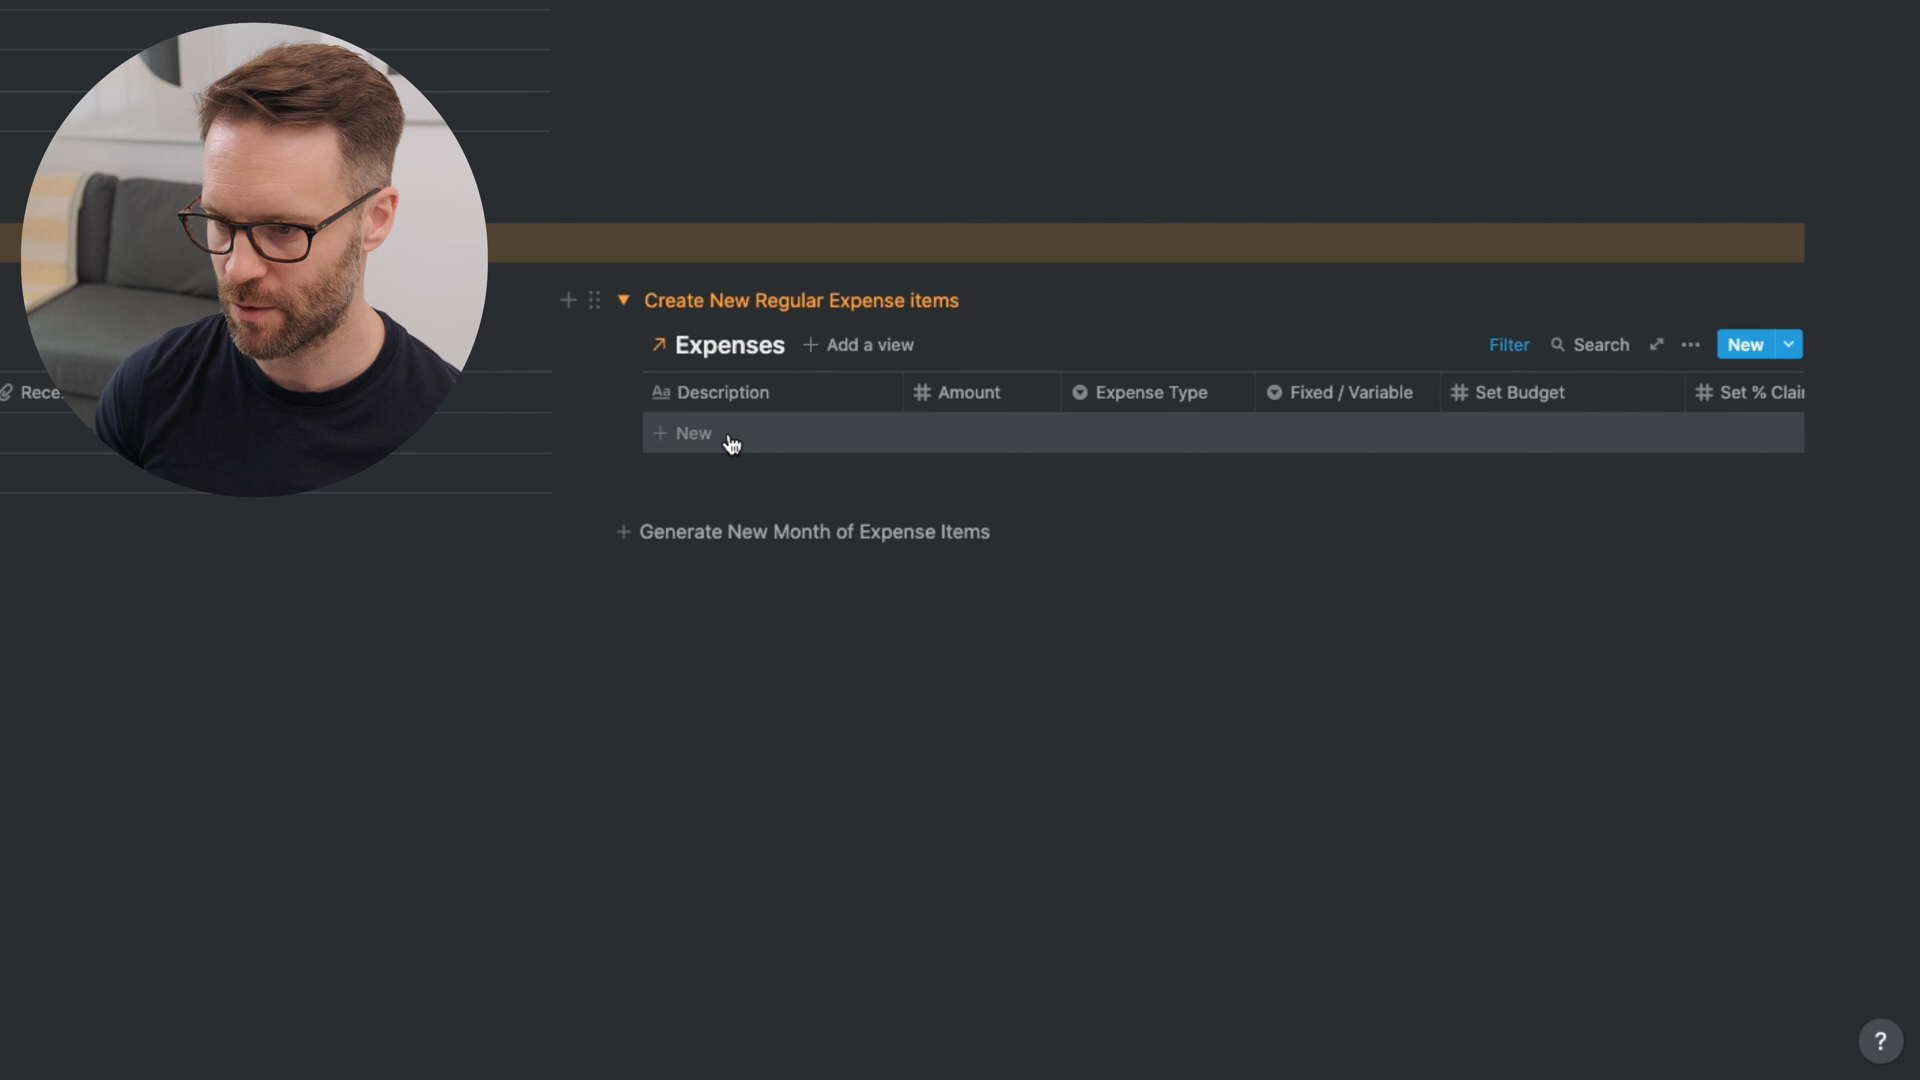 Create New Regular Expense items
Expenses + Add a view Filter Search ••• New
Rece. Aa Description # Amount Expense Type Fixed / Variable # Set Budget # Set % Clai
+ New
+ Generate New Month of Expense Items
?